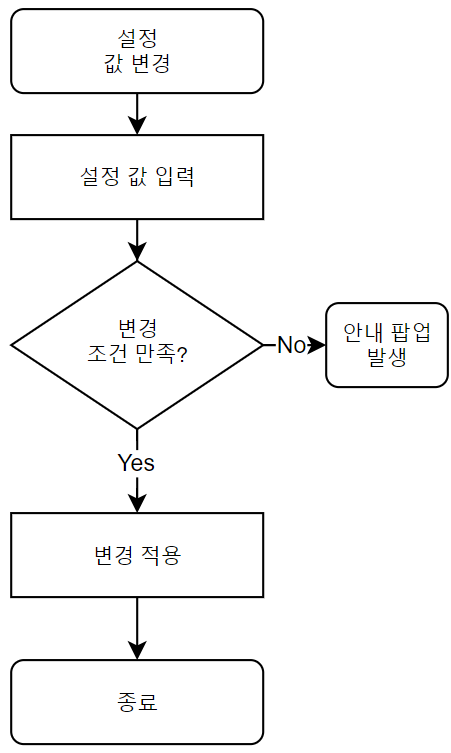 설정
값 변경
설정 값 입력
변경
조건 만족?
No
안내 팝업
발생
Yes
변경 적용
종료